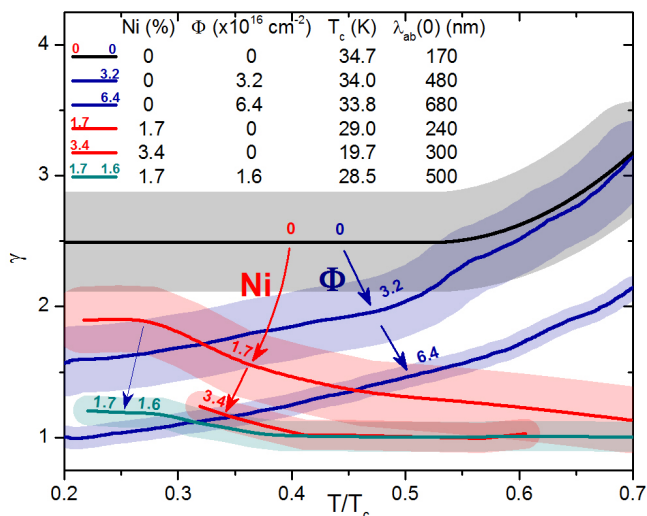 4
Ni (%) Φ (x10^16 cm^-2) T_c (K) λ_ab(0) (nm)
0 0 0 0 34.7 170
3.2 0 3.2 33.8 480
6.4 0 6.4 33.8 680
1.7 1.7 0 29.0 240
3.4 3.4 0 19.7 300
1.7 1.6 1.7 1.6 28.5 500
3
0 0
Ni Φ
3.2
γ
2
1.7
6.4
1.7 1.6
3.4
1
0.2 0.3 0.4 0.5 0.6 0.7
T/T_c